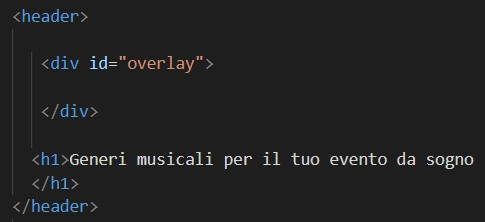 <header>
<div id="overlay">
</div>
<h1>Generi musicali per il tuo evento da sogno
</h1>
</header>